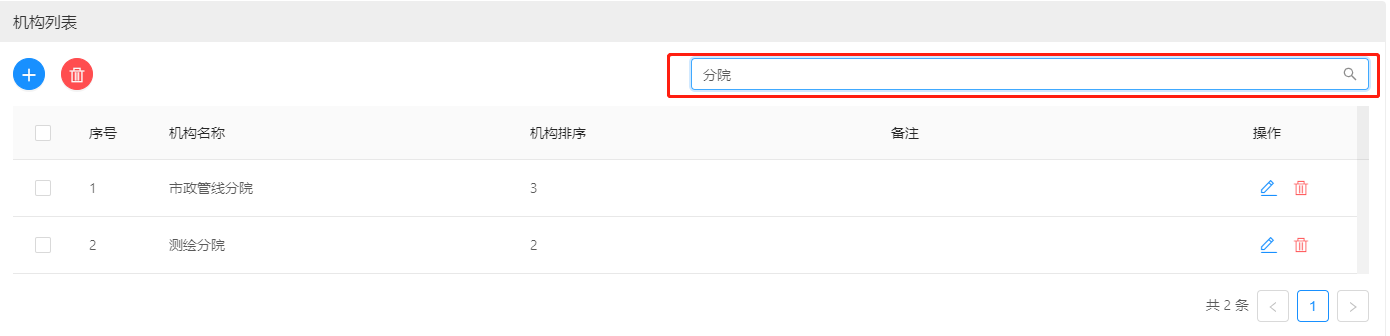 机构列表
分院
序号 机构名称 机构排序 备注 操作
1 市政管线分院 3
2 测绘分院 2
共 2 条 < 1 >